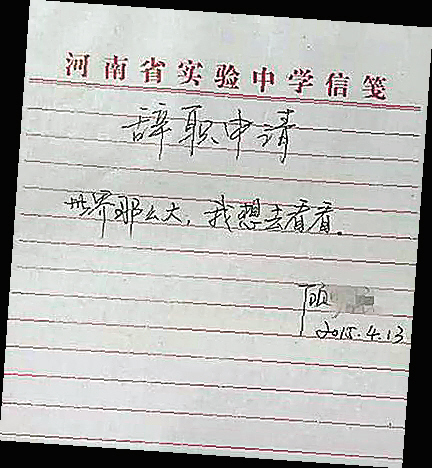 河南省实验中学信笺
辞职申请
世界那么大，我想去看看。
顾
2015.4.13